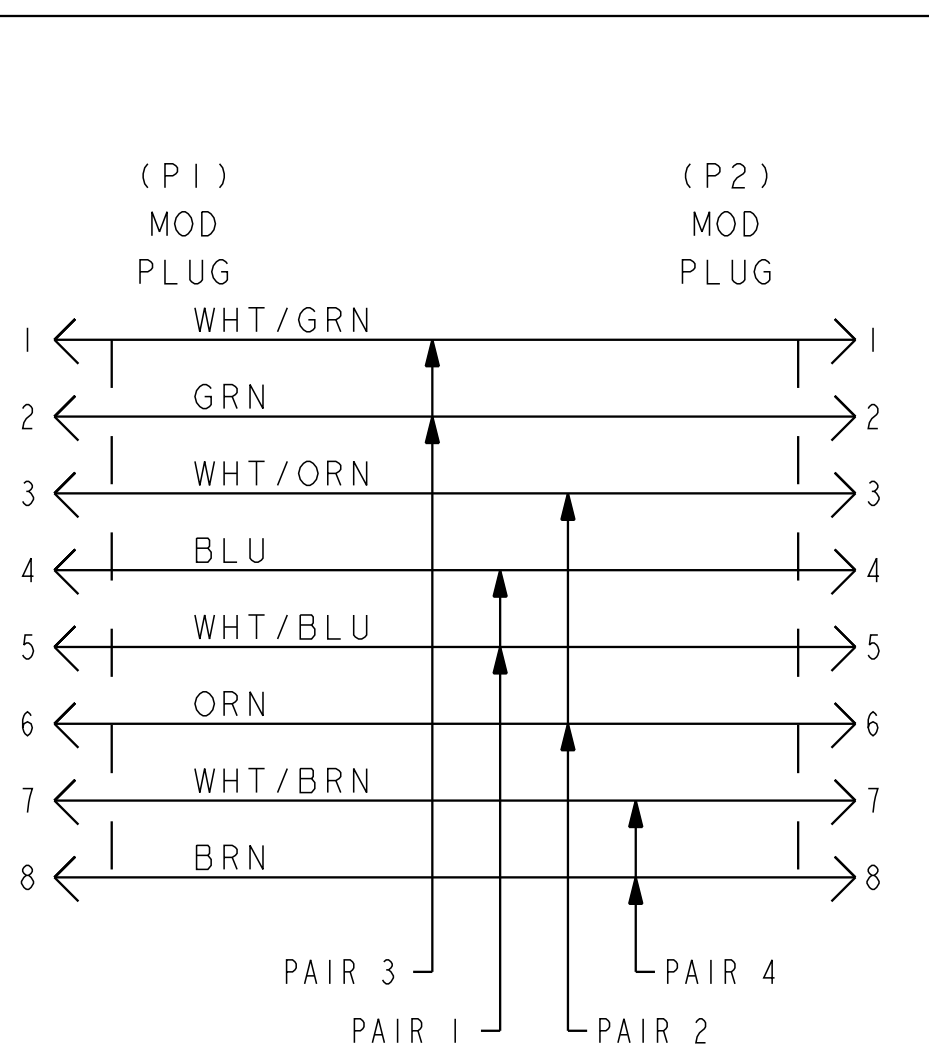 (P1) (P2)
MOD MOD
PLUG PLUG
WHT/GRN
1 1
GRN
2 2
WHT/ORN
3 3
BLU
4 4
WHT/BLU
5 5
ORN
6 6
WHT/BRN
7 7
BRN
8 8
PAIR 3 PAIR 4
PAIR 1 PAIR 2